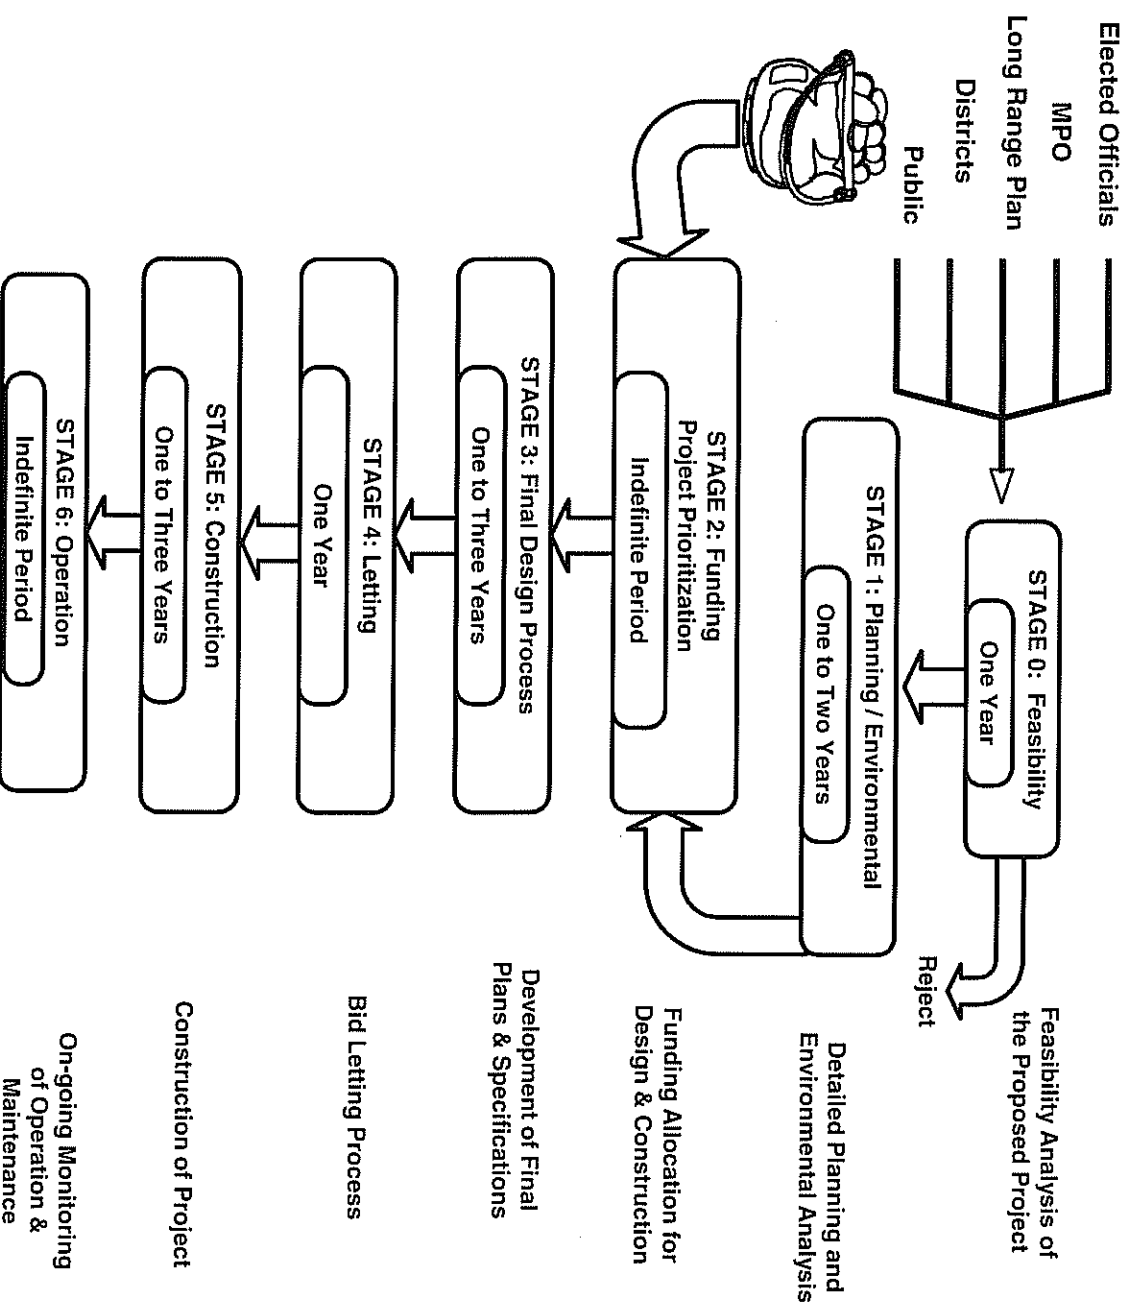 Elected Officials
MPO
Long Range Plan
Districts
Public
STAGE 0: Feasibility
One Year
Feasibility Analysis of
the Proposed Project
Reject
STAGE 1: Planning / Environmental
One to Two Years
Detailed Planning and
Environmental Analysis
STAGE 2: Funding
Project Prioritization
Indefinite Period
Funding Allocation for
Design & Construction
STAGE 3: Final Design Process
One to Three Years
Development of Final
Plans & Specifications
STAGE 4: Letting
One Year
Bid Letting Process
STAGE 5: Construction
One to Three Years
Construction of Project
STAGE 6: Operation
Indefinite Period
On-going Monitoring
of Operation &
Maintenance